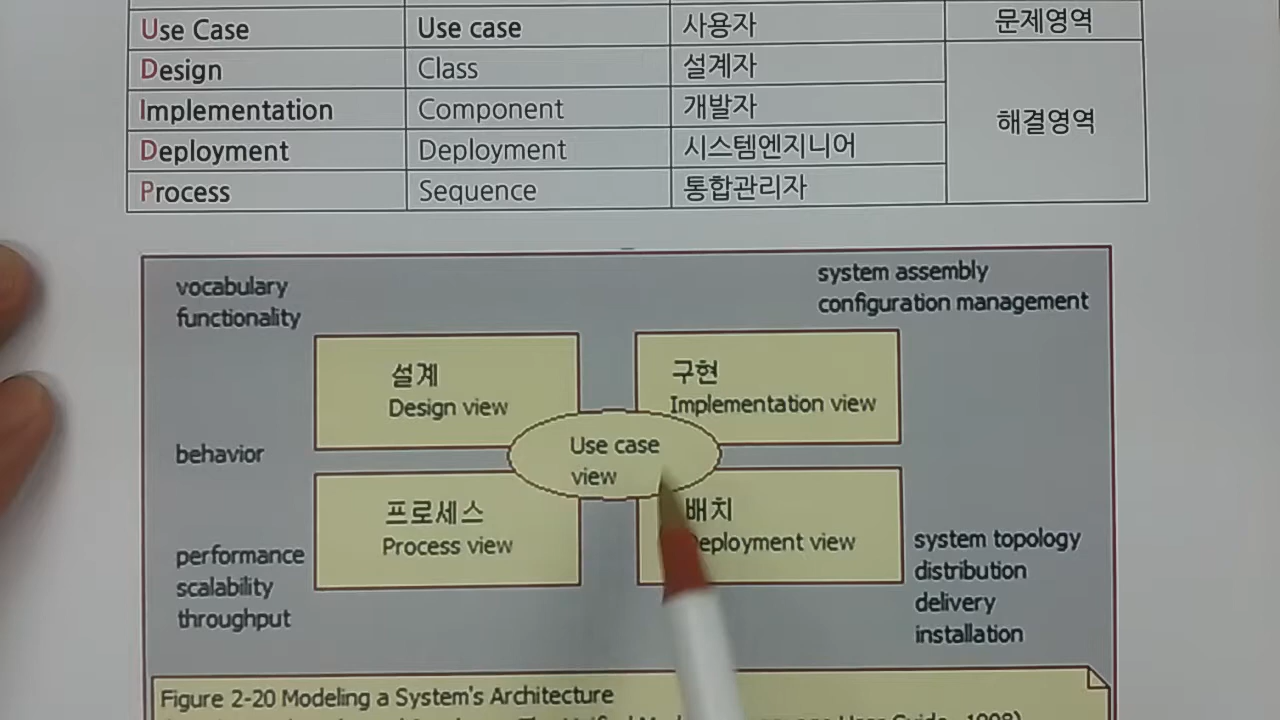 Use Case Use case 사용자 문제영역
Design Class 설계자
Implementation Component 개발자 해결영역
Deployment Deployment 시스템엔지니어
Process Sequence 통합관리자
vocabulary
functionality
system assembly
configuration management
설계
Design view
구현
Implementation view
behavior
Use case
view
프로세스
Process view
배치
eployment view
performance
scalability
throughput
system topology
distribution
delivery
installation
Figure 2-20 Modeling a System's Architecture